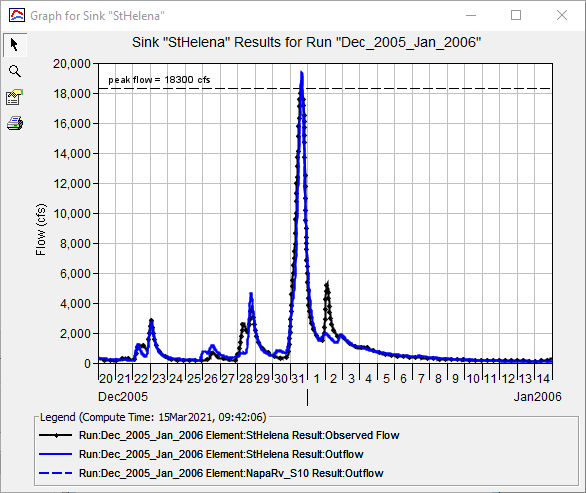 Graph for Sink "StHelena"
Sink "StHelena" Results for Run "Dec_2005_Jan_2006"
20,000
peak flow = 18300 cfs
18,000
16,000
14,000
12,000
10,000
8,000
6,000
4,000
2,000
0
Flow (cfs)
20 21 22 23 24 25 26 27 28 29 30 31 1 2 3 4 5 6 7 8 9 10 11 12 13 14
Dec2005 Jan2006
Legend (Compute Time: 15Mar2021, 09:42:06)
Run:Dec_2005_Jan_2006 Element:StHelena Result:Observed Flow
Run:Dec_2005_Jan_2006 Element:StHelena Result:Outflow
Run:Dec_2005_Jan_2006 Element:NapaRv_S10 Result:Outflow